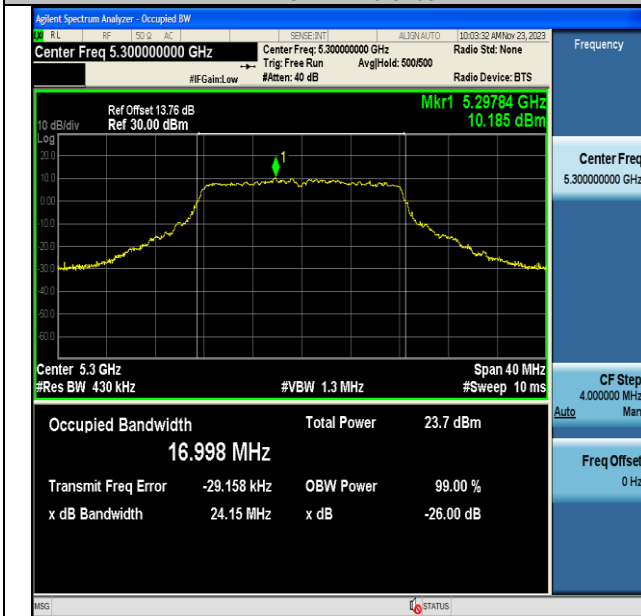 Agilent Spectrum Analyzer - Occupied BW
RL RF 50 Ω AC SENSE:INT ALIGN AUTO 10:03:32 AM Nov 23, 2023
Center Freq 5.300000000 GHz
Center Freq: 5.300000000 GHz
Radio Std: None
Trig: Free Run
Avg|Hold: 500/500
#IFGain:Low
#Atten: 40 dB
Radio Device: BTS
Ref Offset 13.76 dB
Ref 30.00 dBm
10 dB/div
Log
Mkr1 5.29784 GHz
10.185 dBm
1
20.0
10.0
0.00
-10.0
-20.0
-30.0
-40.0
-50.0
-60.0
Center 5.3 GHz
Span 40 MHz
#Res BW 430 kHz
#VBW 1.3 MHz
#Sweep 10 ms
Occupied Bandwidth
16.998 MHz
Total Power 23.7 dBm
Transmit Freq Error -29.158 kHz
OBW Power 99.00 %
x dB Bandwidth 24.15 MHz
x dB -26.00 dB
MSG
STATUS
Frequency
Center Freq
5.300000000 GHz
CF Step
4.000000 MHz
Auto Man
Freq Offset
0 Hz